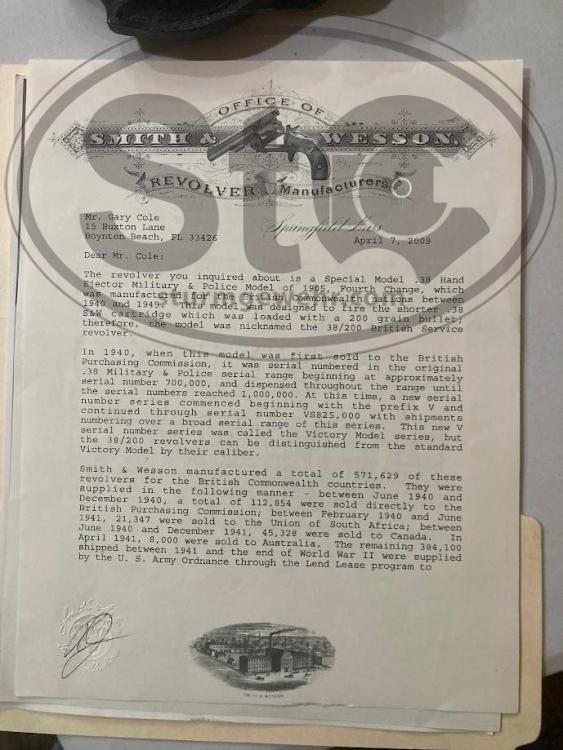 OFFICE OF
SMITH & WESSON.
REVOLVER Manufacturers
Springfield Mass
Mr. Gary Cole
15 Buxton Lane
Boynton Beach, FL 33426
April 7, 2009
Dear Mr. Cole:
The revolver you inquired about is a Special Model .38 Hand
Ejector Military & Police Model of 1905, Fourth Change, which
was manufactured for the British Commonwealth Nations between
1940 and 1945. This model was designed to fire the shorter .38
S&W cartridge which was loaded with a 200 grain bullet;
therefore, the model was nicknamed the 38/200 British Service
revolver.
In 1940, when this model was first sold to the British
Purchasing Commission, it was serial numbered in the original
.38 Military & Police serial range beginning at approximately
serial number 700,000, and dispensed throughout the range until
the serial numbers reached 1,000,000. At this time, a new serial
number series commenced beginning with the prefix V and
continued through serial number VS825,000 with shipments
numbering over a broad serial range of this series. This new V
serial number series was called the Victory Model series, but
the 38/200 revolvers can be distinguished from the standard
Victory Model by their caliber.
Smith & Wesson manufactured a total of 571,629 of these
revolvers for the British Commonwealth countries. They were
supplied in the following manner - between June 1940 and
December 1940, a total of 112,854 were sold directly to the
British Purchasing Commission; between February 1940 and June
1941, 21,347 were sold to the Union of South Africa; between
June 1940 and December 1941, 45,328 were sold to Canada. In
April 1941, 8,000 were sold to Australia. The remaining 384,100
shipped between 1941 and the end of World War II were supplied
by the U. S. Army Ordnance through the Lend Lease program to
SMITH & WESSON
STC